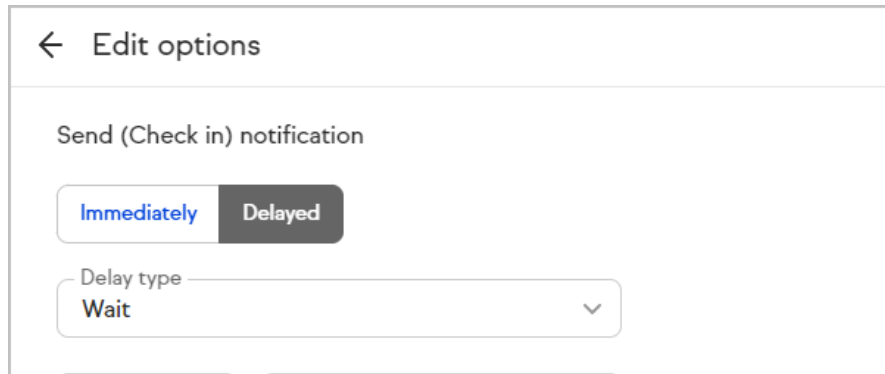 Edit options
Send (Check in) notification
Immediately Delayed
Delay type
Wait